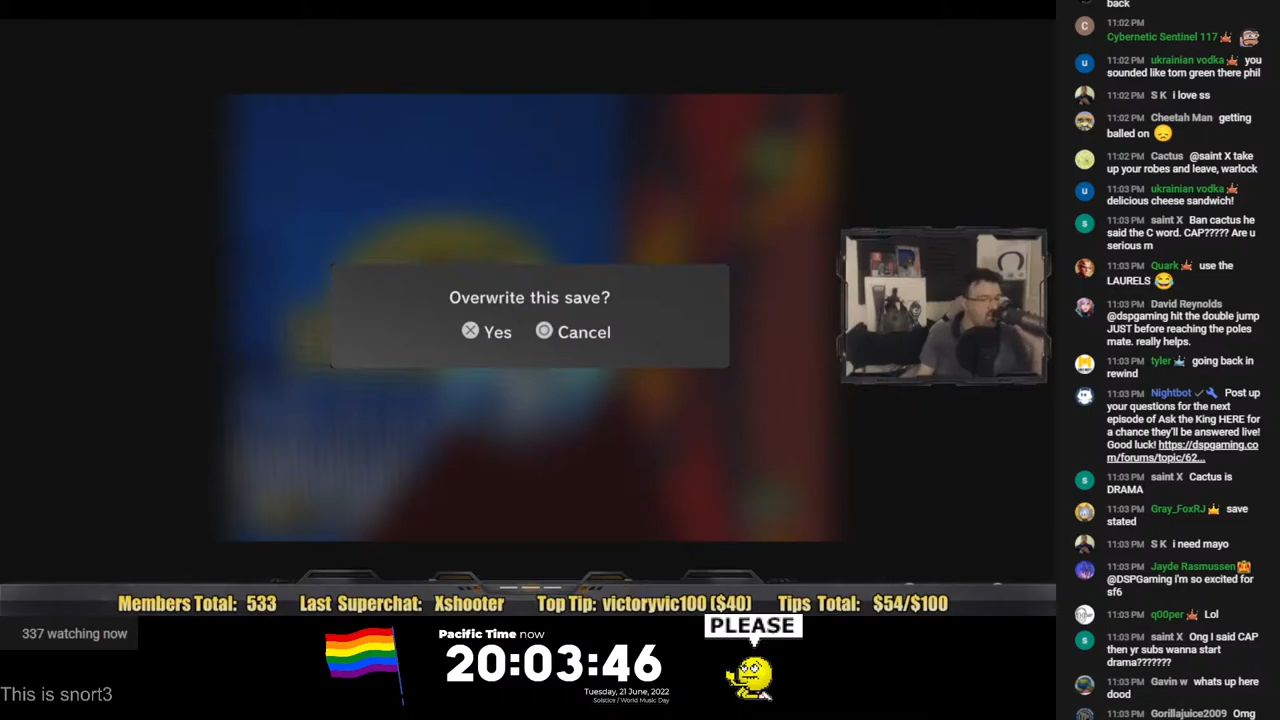 Overwrite this save?
Yes Cancel
Members Total: 533 Last Superchat: Xshooter Top Tip: victoryvic100 ($40) Tips Total: $54/$100
337 watching now
This is snort3
Pacific Time now
20:03:46
Tuesday, 21 June, 2022
Solstice / World Music Day
PLEASE
back
11:02 PM
Cybernetic Sentinel 117
11:02 PM ukrainian vodka you
sounded like tom green there phil
11:02 PM S K i love ss
11:02 PM Cheetah Man getting
balled on
11:02 PM Cactus @saint X take
up your robes and leave, warlock
11:03 PM ukrainian vodka
delicious cheese sandwich!
11:03 PM saint X Ban cactus he
said the C word. CAP????? Are u
serious m
11:03 PM Quark use the
LAURELS
11:03 PM David Reynolds
@dspgaming hit the double jump
JUST before reaching the poles
mate. really helps.
11:03 PM tyler going back in
rewind
11:03 PM Nightbot Post up
your questions for the next
episode of Ask the King HERE for
a chance they'll be answered live!
Good luck! https://dspgaming.co
m/forums/topic/62...
11:03 PM saint X Cactus is
DRAMA
11:03 PM Gray_FoxRJ save
stated
11:03 PM S K i need mayo
11:03 PM Jayde Rasmussen
@DSPGaming i'm so excited for
sf6
11:03 PM q00per Lol
11:03 PM saint X Ong I said CAP
then yr subs wanna start
drama???????
11:03 PM Gavin w whats up here
dood
11:03 PM Gorillajuice2009 Omg